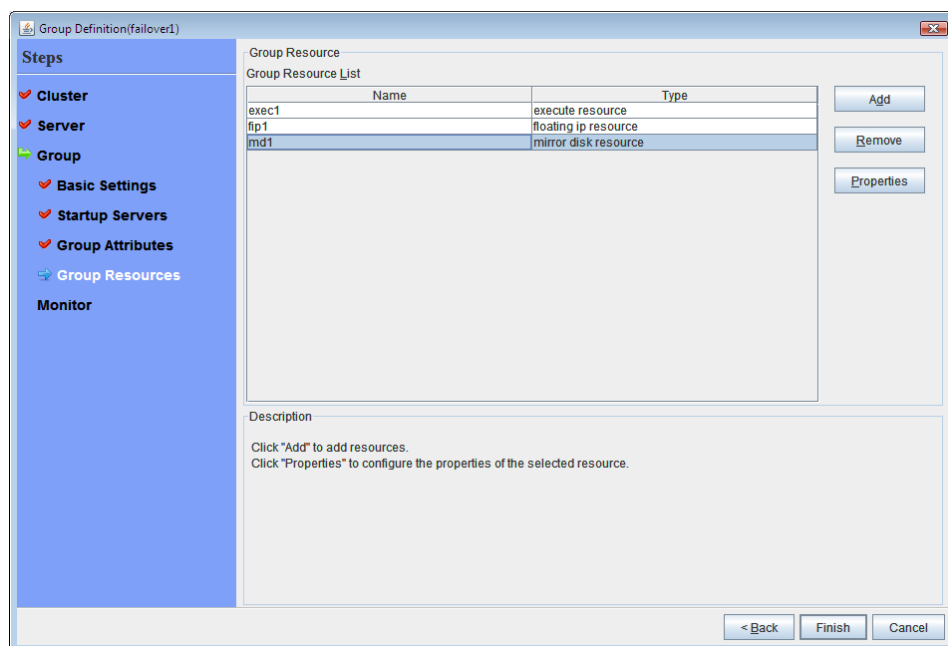 Group Definition(failover1)
Steps
Cluster
Server
Group
Basic Settings
Startup Servers
Group Attributes
Group Resources
Monitor
Group Resource
Group Resource List
Name Type
exec1 execute resource
fip1 floating ip resource
md1 mirror disk resource
Add
Remove
Properties
Description
Click "Add" to add resources.
Click "Properties" to configure the properties of the selected resource.
< Back Finish Cancel